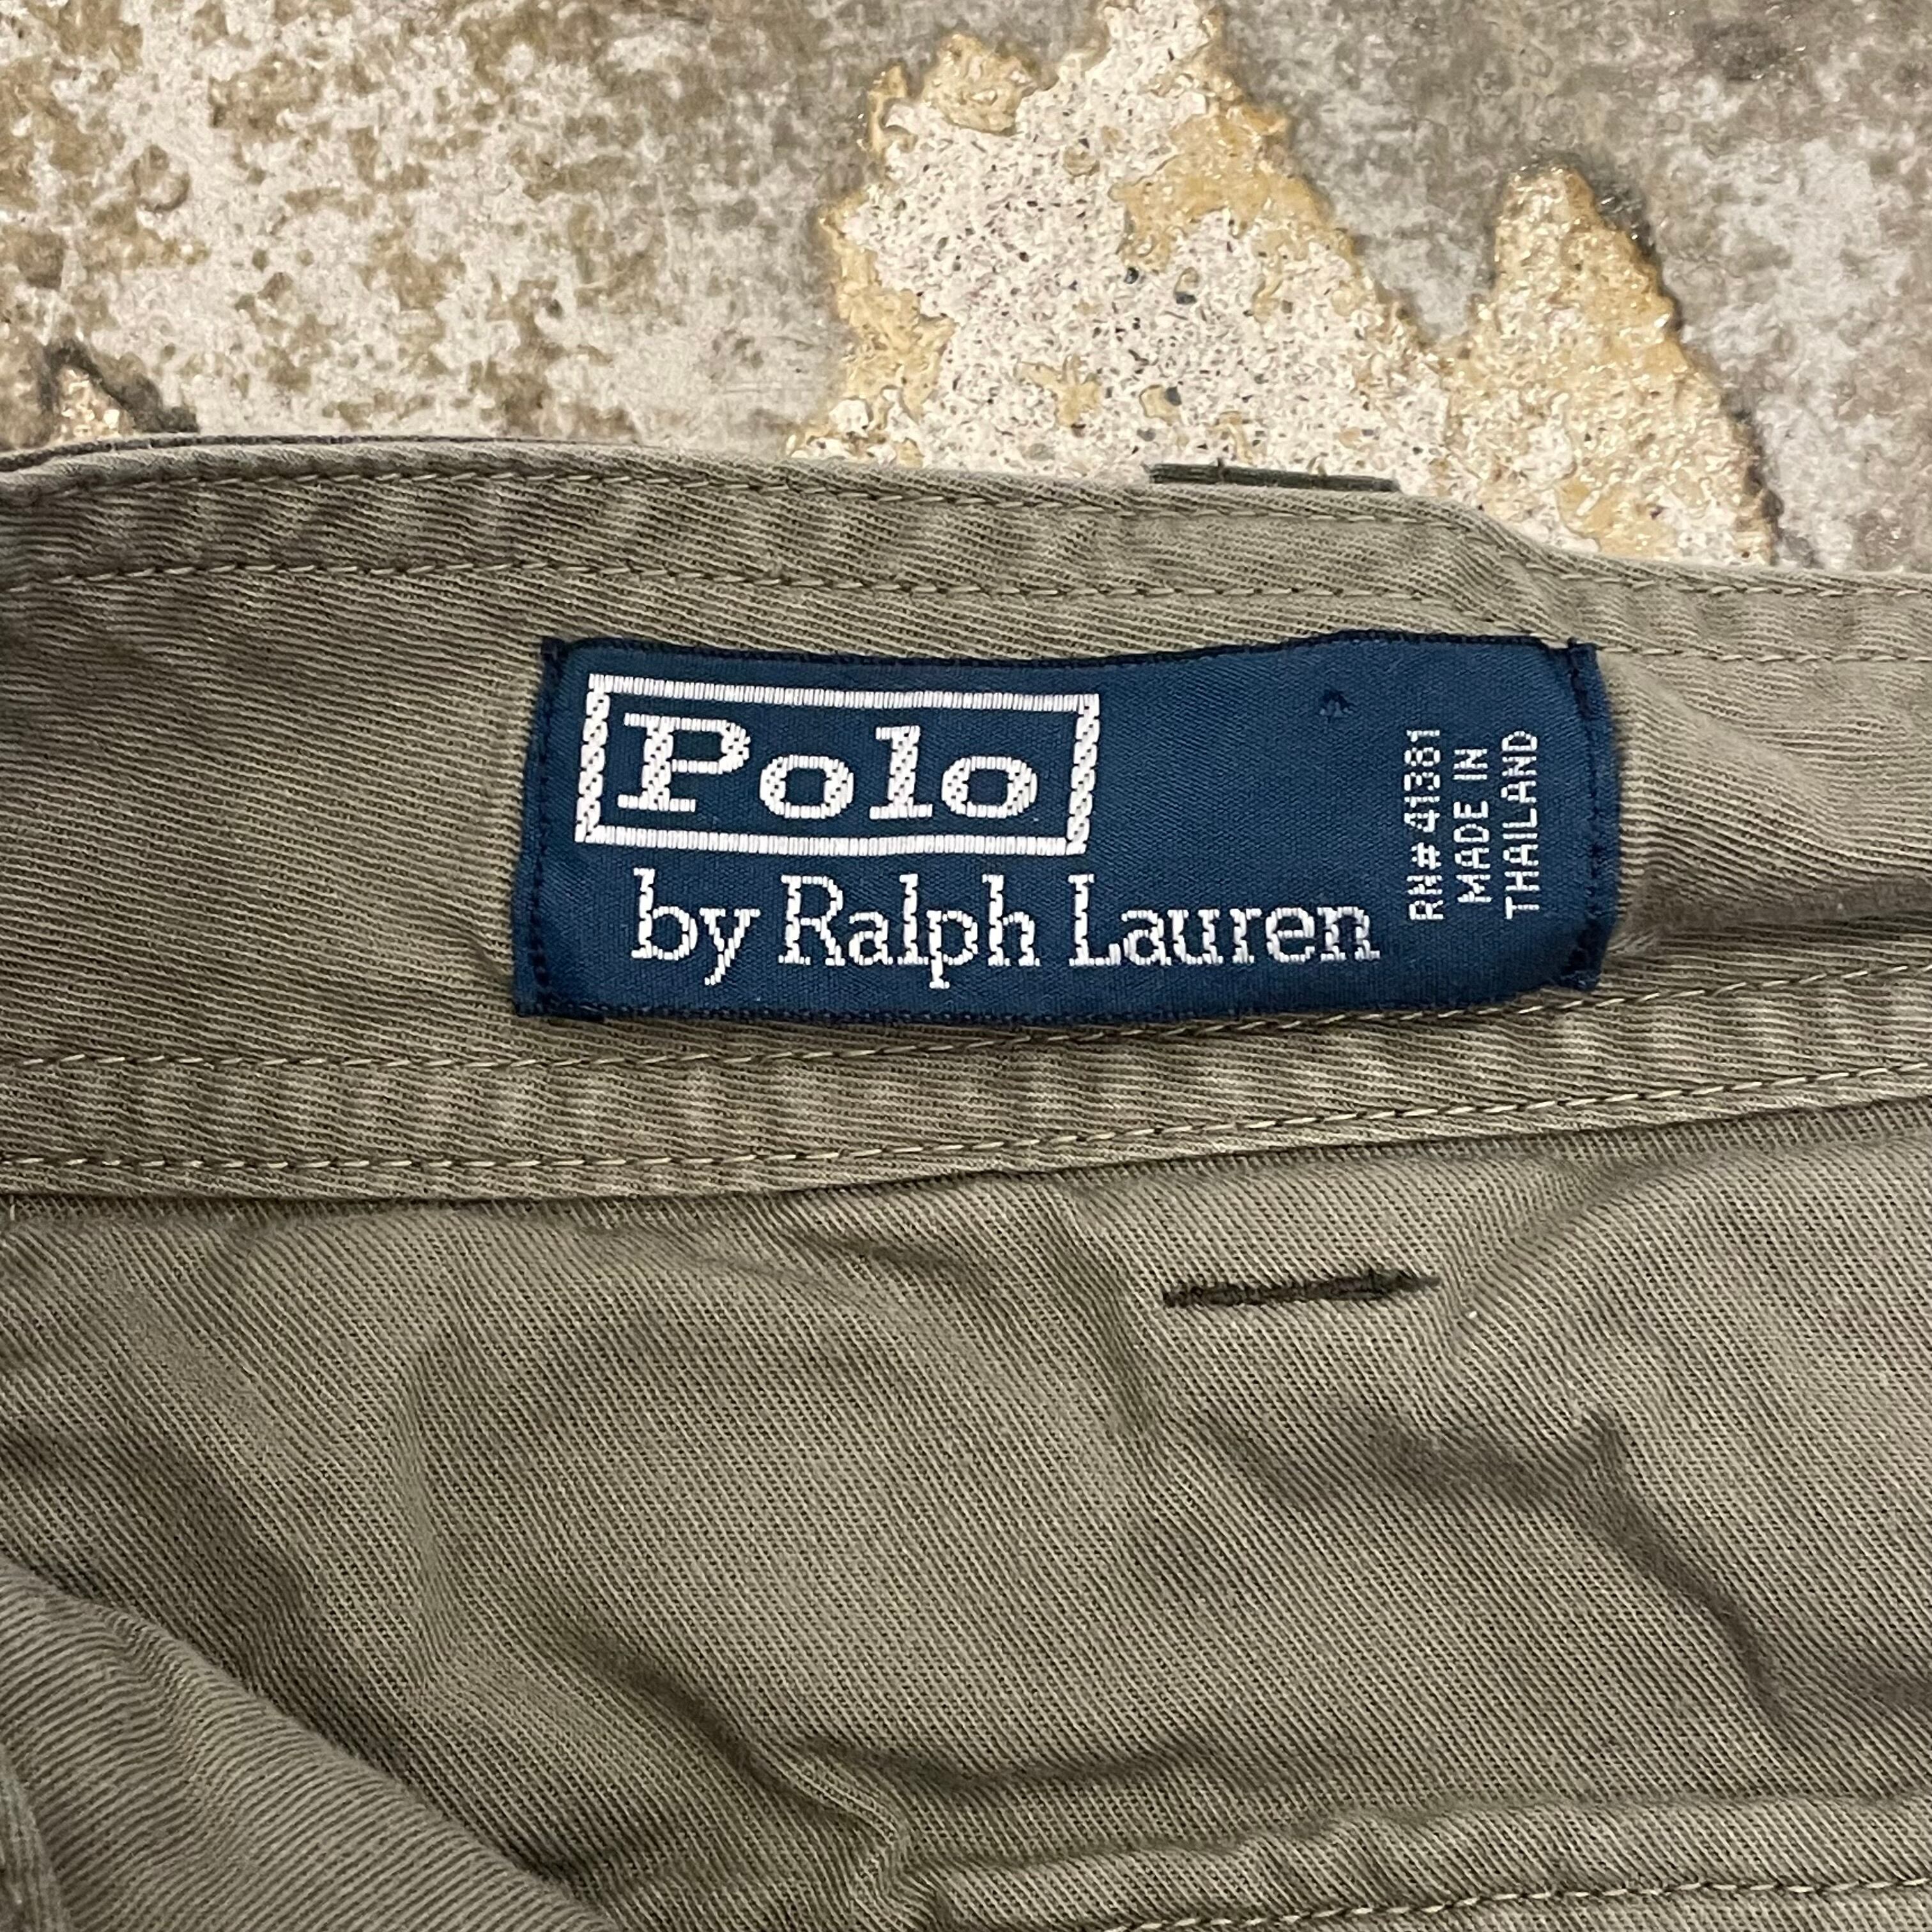 Polo
by Ralph Lauren
RN# 41381
MADE IN
THAILAND